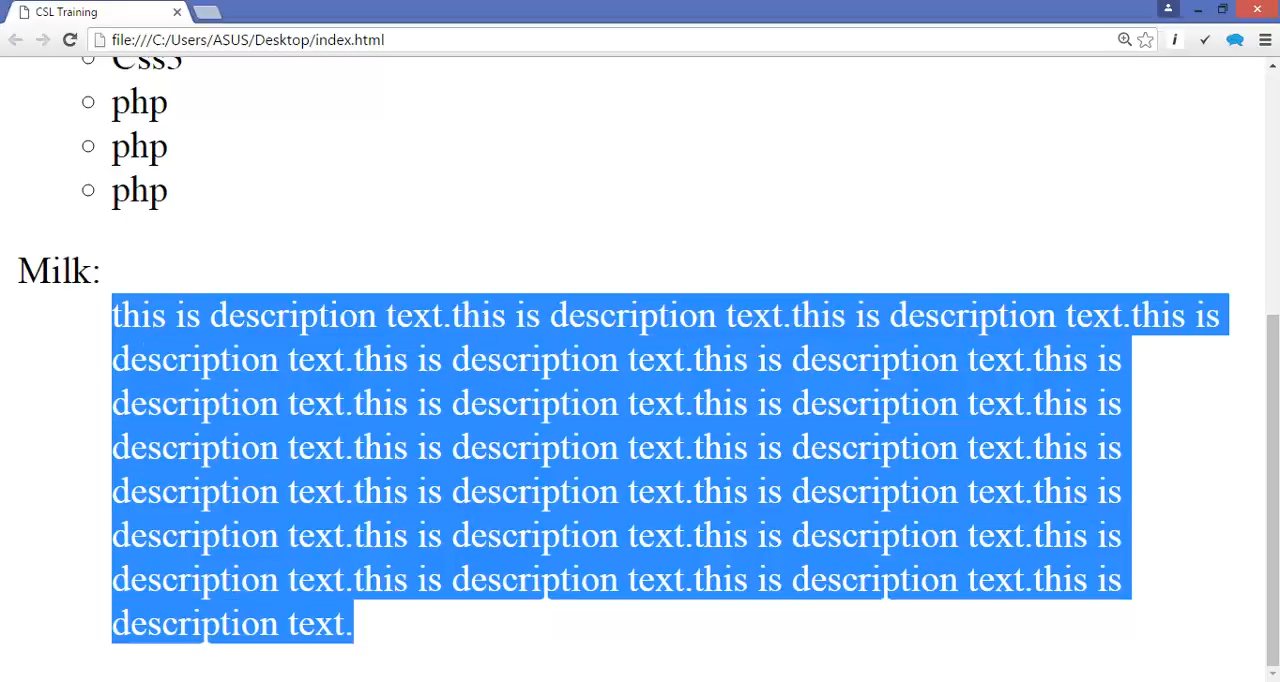 CSL Training
file:///C:/Users/ASUS/Desktop/index.html
Css3
php
php
php
Milk:
this is description text.this is description text.this is description text.this is
description text.this is description text.this is description text.this is
description text.this is description text.this is description text.this is
description text.this is description text.this is description text.this is
description text.this is description text.this is description text.this is
description text.this is description text.this is description text.this is
description text.this is description text.this is description text.this is
description text.